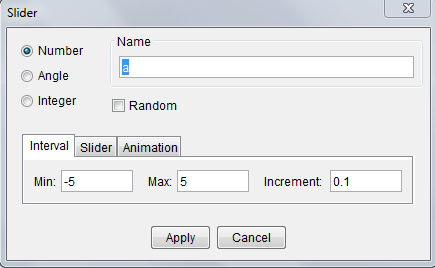 Slider
Number
Name
a
Angle
Integer
Random
Interval Slider Animation
Min: -5 Max: 5 Increment: 0.1
Apply Cancel